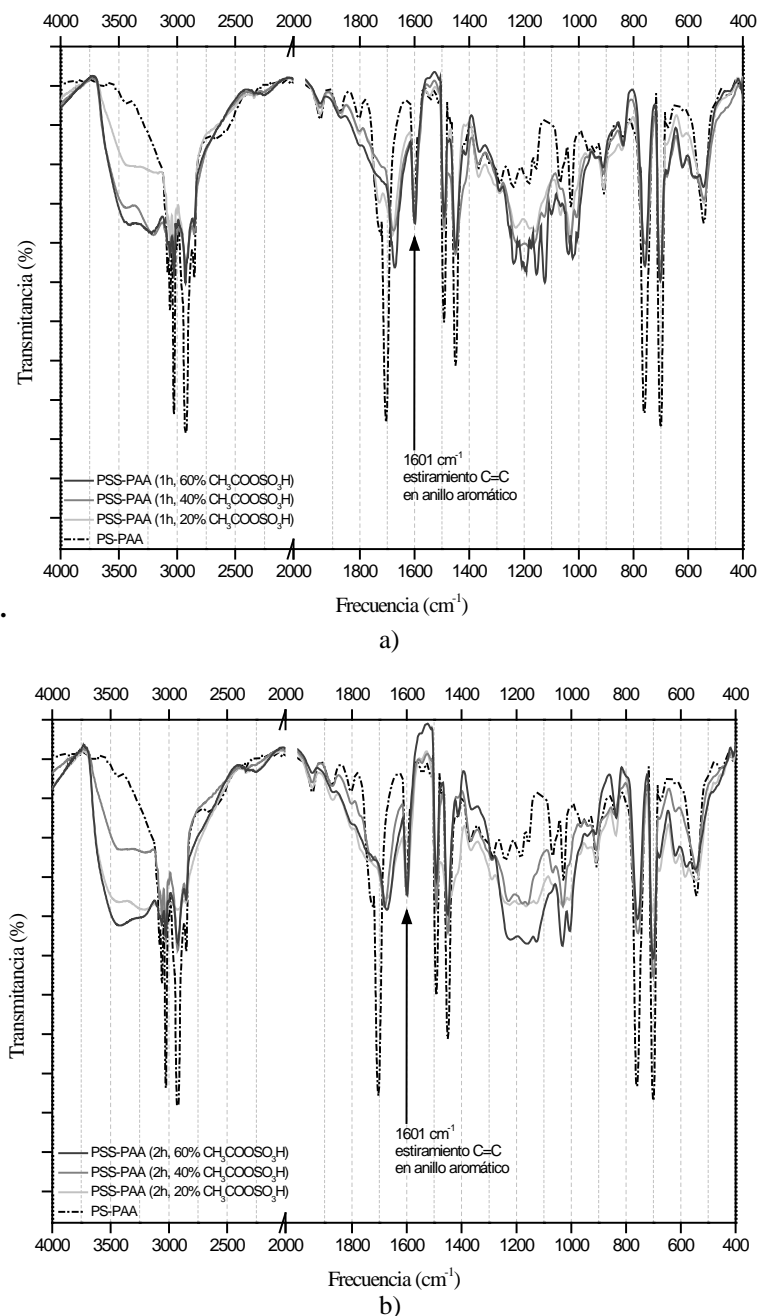 4000 3500 3000 2500 2000 1800 1600 1400 1200 1000 800 600 400
Transmitancia (%)
1601 cm⁻¹
estiramiento C=C
en anillo aromático
PSS-PAA (1h, 60% CH₃COOSO₃H)
PSS-PAA (1h, 40% CH₃COOSO₃H)
PSS-PAA (1h, 20% CH₃COOSO₃H)
PS-PAA
4000 3500 3000 2500 2000 1800 1600 1400 1200 1000 800 600 400
Frecuencia (cm⁻¹)
.
a)
4000 3500 3000 2500 2000 1800 1600 1400 1200 1000 800 600 400
Transmitancia (%)
1601 cm⁻¹
estiramiento C=C
en anillo aromático
PSS-PAA (2h, 60% CH₃COOSO₃H)
PSS-PAA (2h, 40% CH₃COOSO₃H)
PSS-PAA (2h, 20% CH₃COOSO₃H)
PS-PAA
4000 3500 3000 2500 2000 1800 1600 1400 1200 1000 800 600 400
Frecuencia (cm⁻¹)
b)